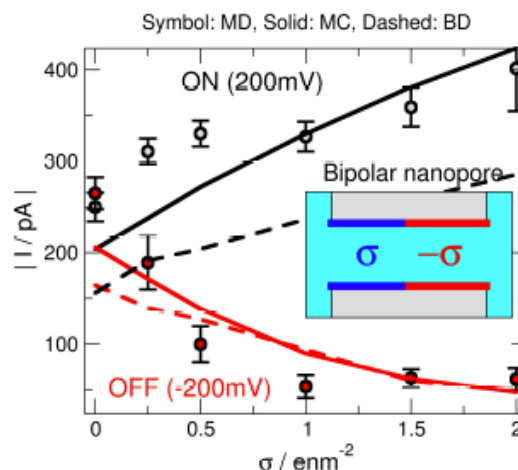 Symbol: MD, Solid: MC, Dashed: BD
400
300
200
100
| I / pA |
ON (200mV)
Bipolar nanopore
σ
-σ
OFF (-200mV)
0
0.5
1.0
1.5
2
σ / enm⁻²